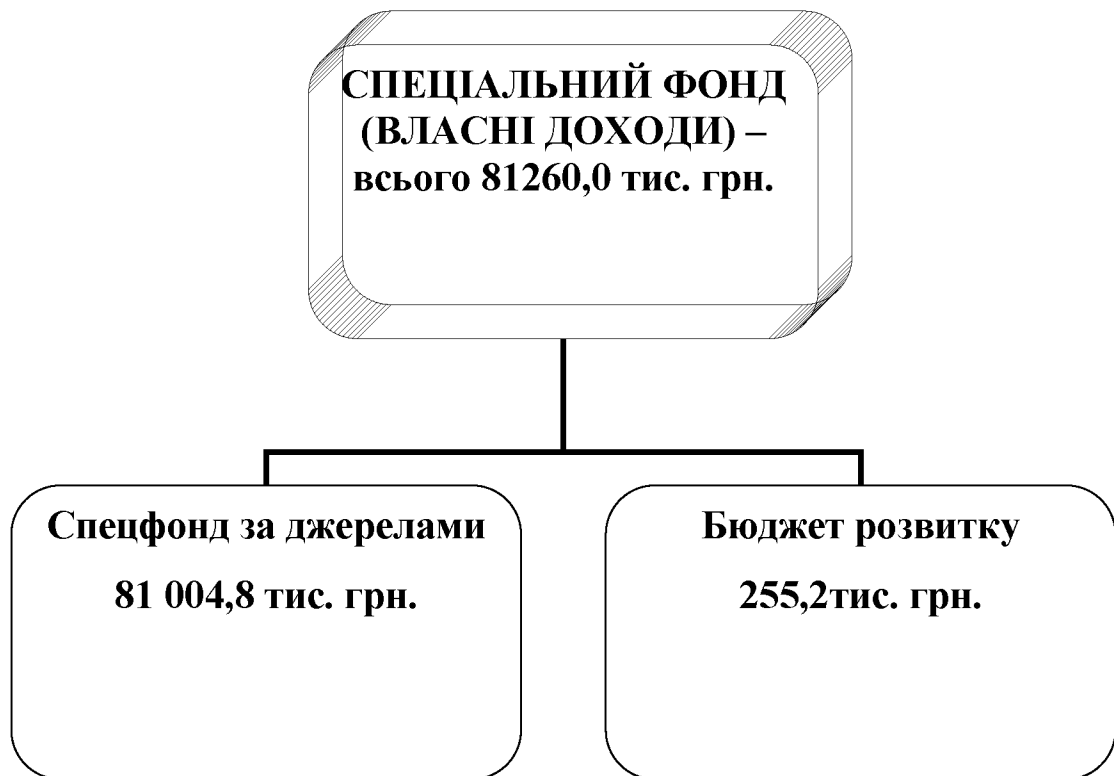 СПЕЦІАЛЬНИЙ ФОНД
(ВЛАСНІ ДОХОДИ) –
всього 81260,0 тис. грн.
Спецфонд за джерелами
81 004,8 тис. грн.
Бюджет розвитку
255,2тис. грн.